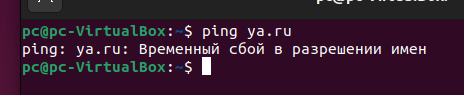 pc@pc-VirtualBox:~$ ping ya.ru
ping: ya.ru: Временный сбой в разрешении имен
pc@pc-VirtualBox:~$